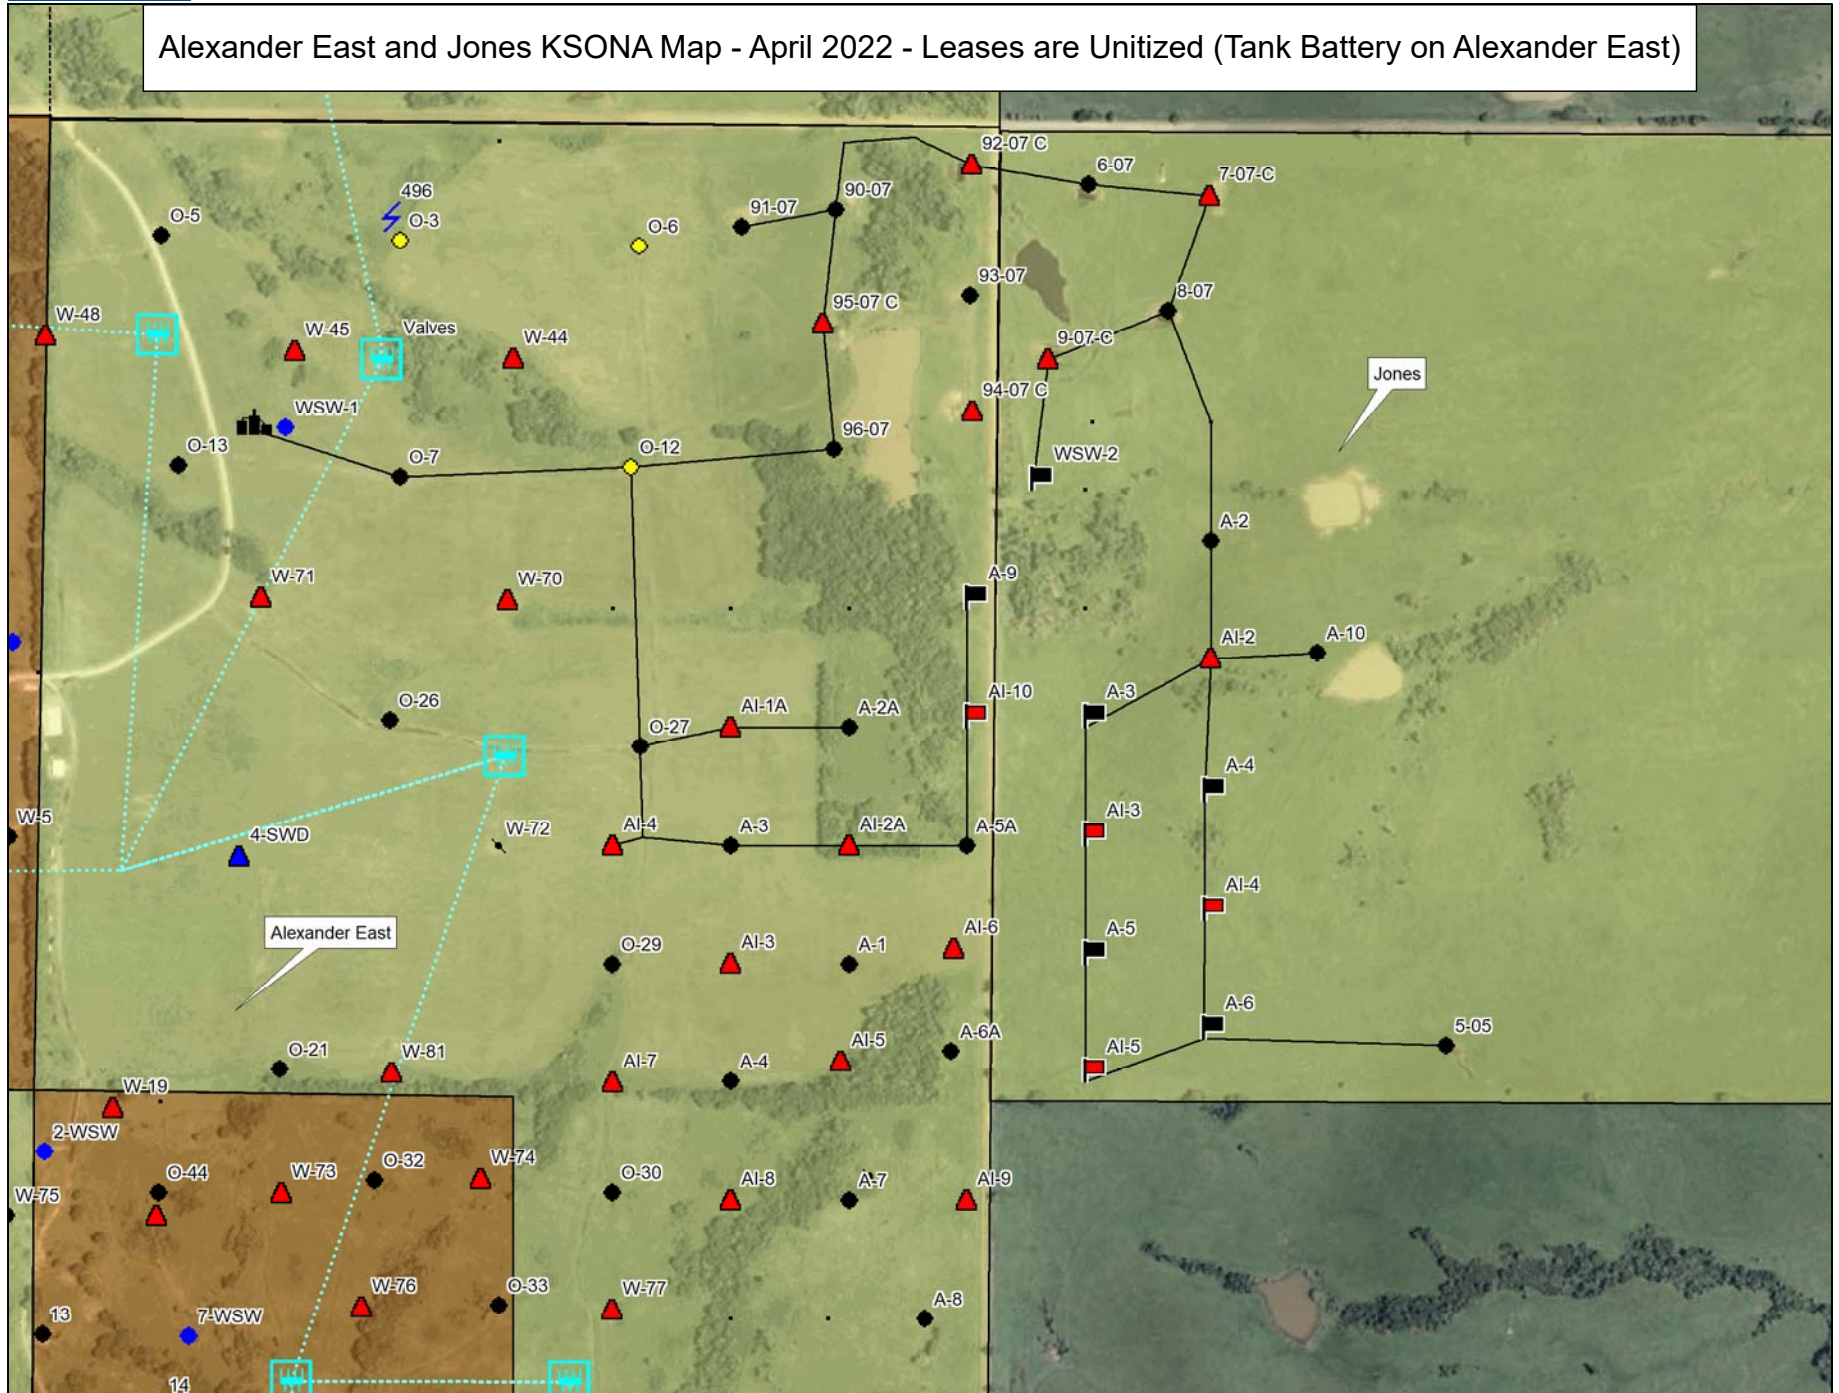 Alexander East and Jones KSONA Map - April 2022 - Leases are Unitized (Tank Battery on Alexander East)
92-07 C
6-07
7-07-C
496
O-5
O-3
O-6
91-07
90-07
93-07
8-07
W-48
W-45
Valves
W-44
95-07 C
9-07-C
Jones
WSW-1
94-07 C
O-13
O-7
O-12
96-07
WSW-2
A-2
W-71
W-70
A-9
AI-2
A-10
O-26
O-27
AI-1A
A-2A
AI-10
A-3
A-4
W-5
4-SWD
W-72
AI-4
A-3
AI-2A
A-5A
AI-3
AI-4
Alexander East
O-29
AI-3
A-1
AI-6
A-5
A-6
O-21
W-81
AI-7
A-4
AI-5
A-6A
AI-5
5-05
W-19
2-WSW
O-44
W-73
O-32
W-74
O-30
AI-8
A-7
AI-9
W-75
W-76
O-33
W-77
A-8
13
7-WSW
14